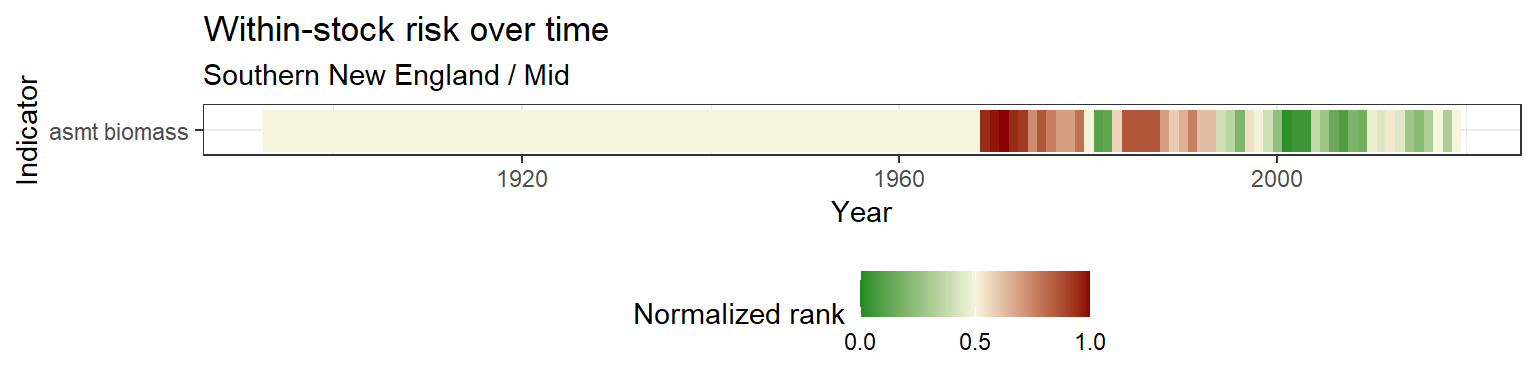 Within-stock risk over time
Southern New England / Mid
Indicator
asmt biomass
1920 1960 2000
Year
Normalized rank
0.0 0.5 1.0